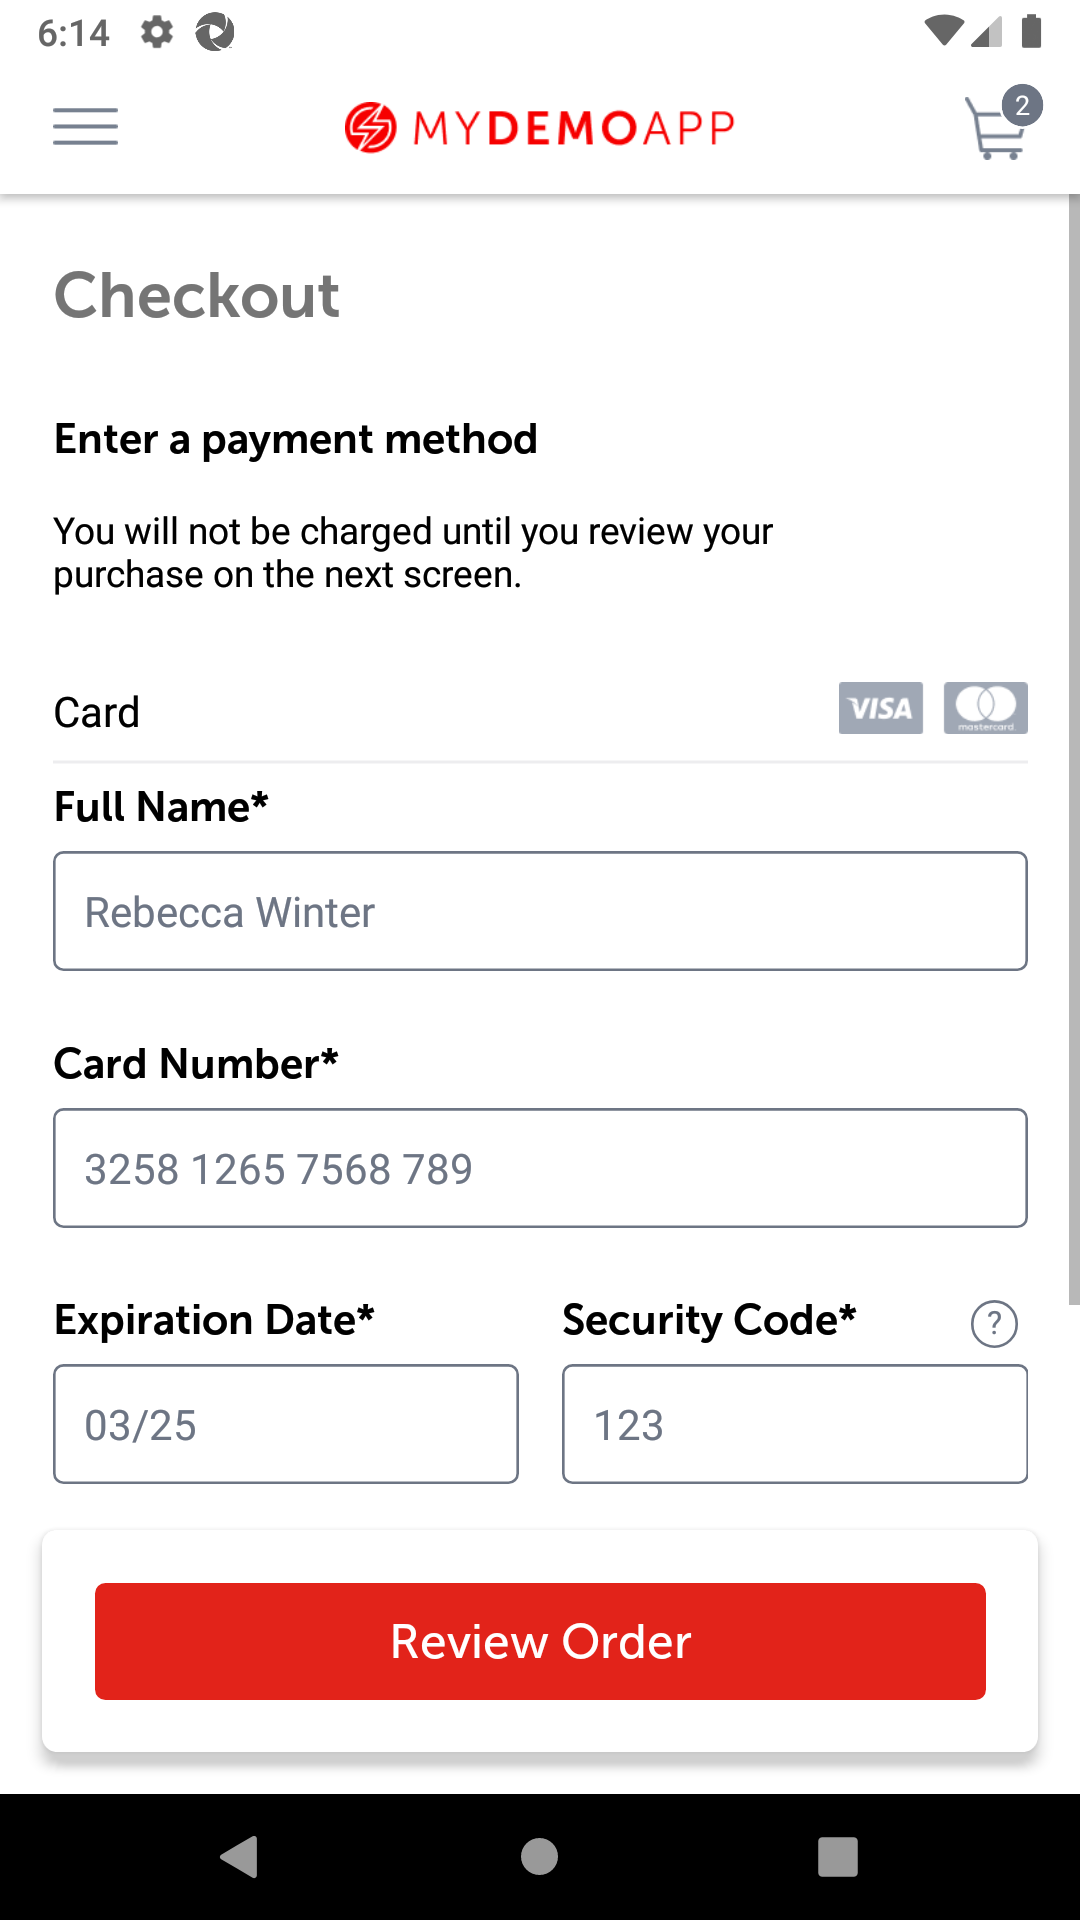 6:14
MYDEMOAPP
2
Checkout
Enter a payment method
You will not be charged until you review your
purchase on the next screen.
Card
VISA
mastercard.
Full Name*
Rebecca Winter
Card Number*
3258 1265 7568 789
Expiration Date*
Security Code*
?
03/25
123
Review Order